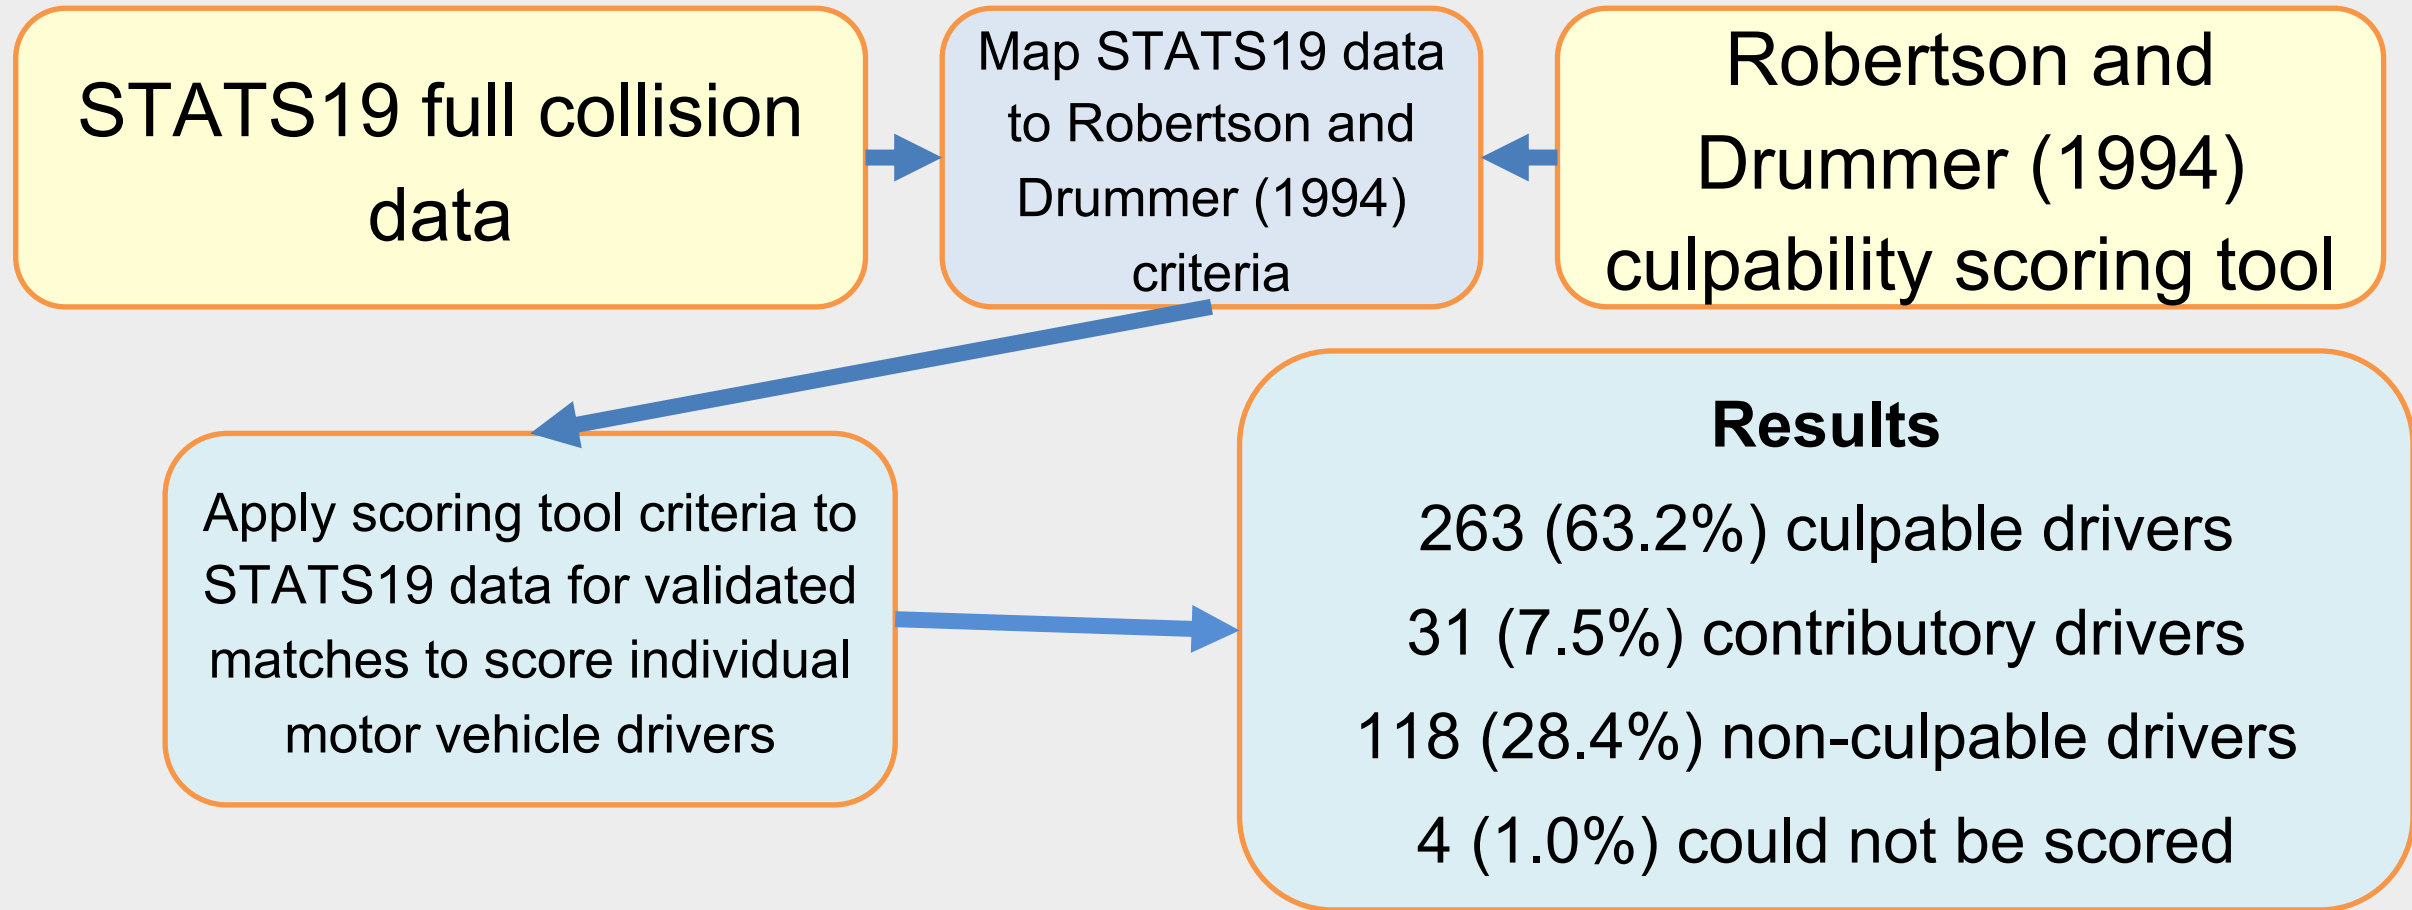 STATS19 full collision
data
Map STATS19 data
to Robertson and
Drummer (1994)
criteria
Robertson and
Drummer (1994)
culpability scoring tool
Apply scoring tool criteria to
STATS19 data for validated
matches to score individual
motor vehicle drivers
Results
263 (63.2%) culpable drivers
31 (7.5%) contributory drivers
118 (28.4%) non-culpable drivers
4 (1.0%) could not be scored